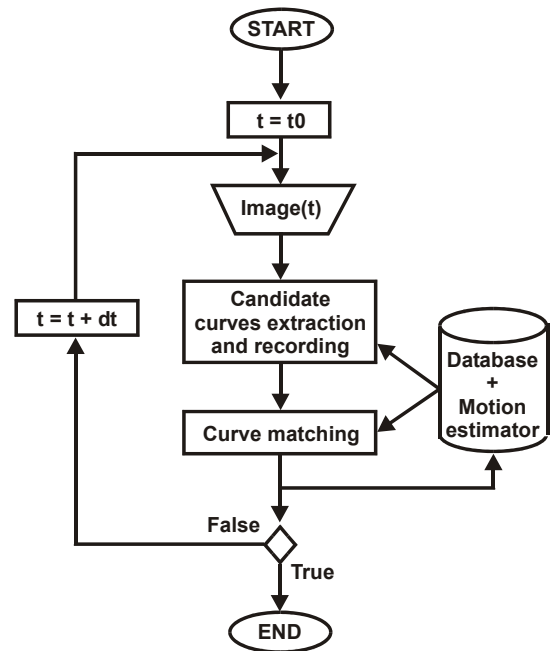 START
t = t0
Image(t)
Candidate
curves extraction
and recording
t = t + dt
Database
+
Motion
estimator
Curve matching
False
True
END